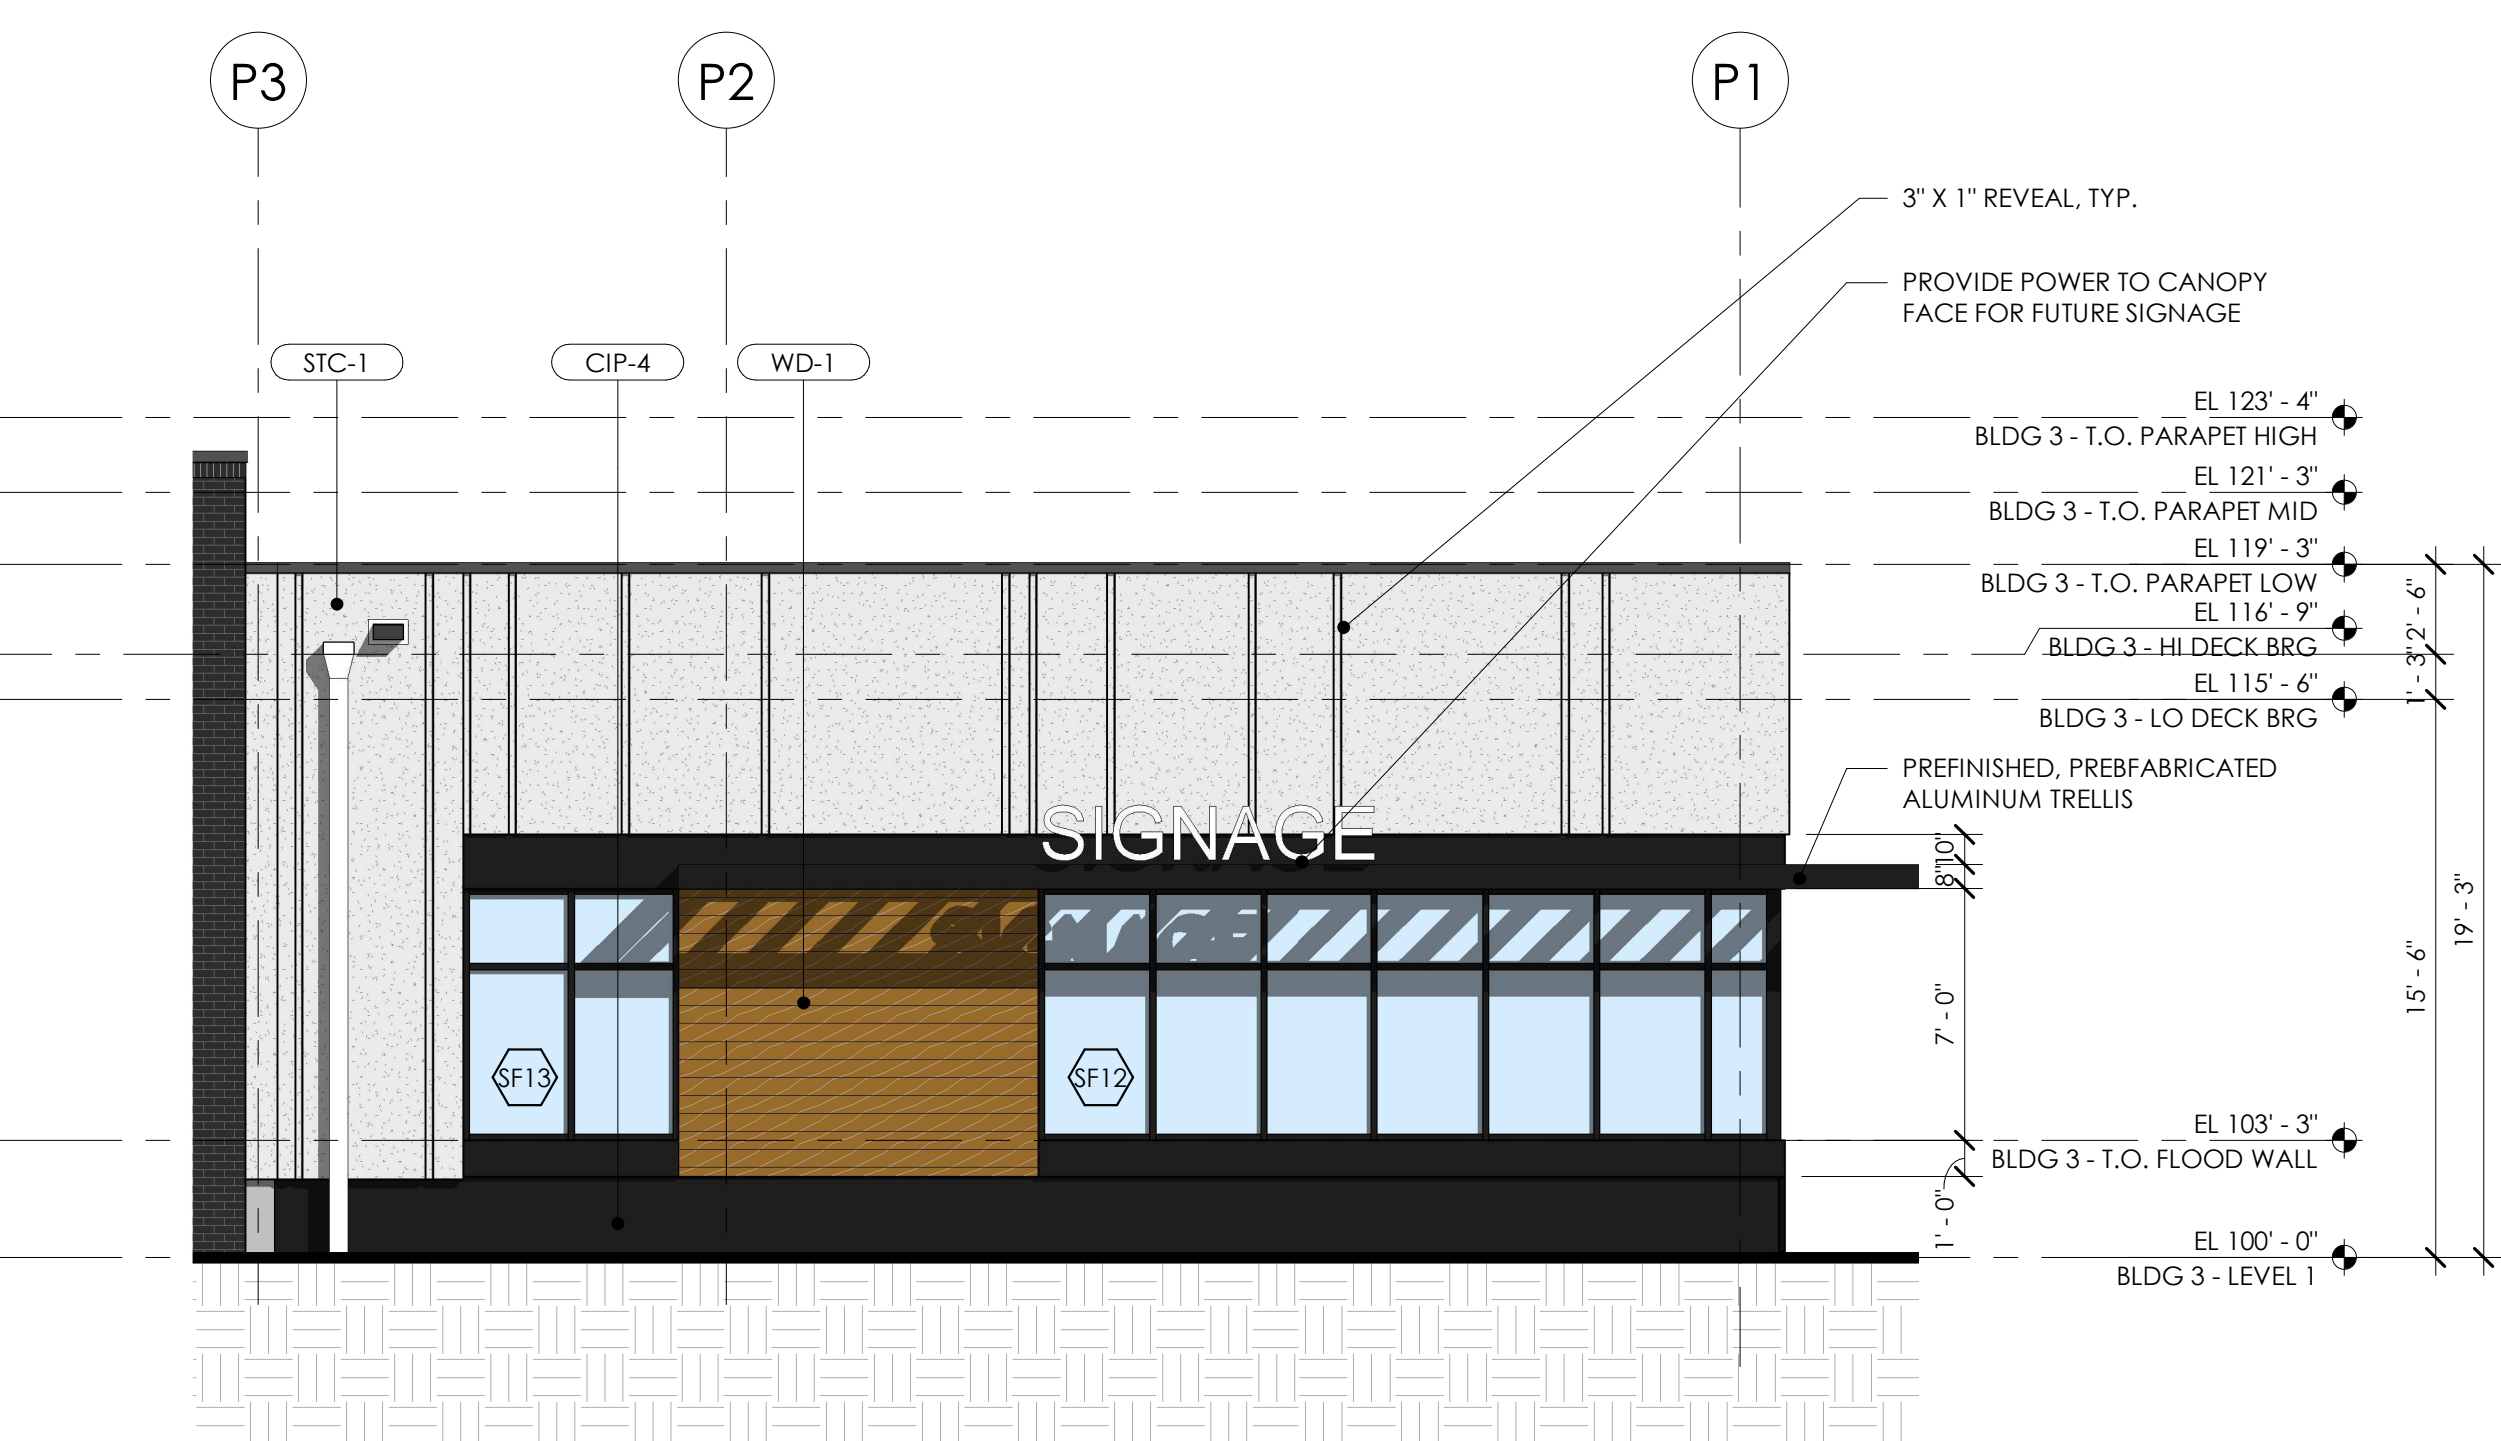 P3
P2
P1
3" X 1" REVEAL, TYP.
PROVIDE POWER TO CANOPY
FACE FOR FUTURE SIGNAGE
STC-1
CIP-4
WD-1
EL 123' - 4"
BLDG 3 - T.O. PARAPET HIGH
EL 121' - 3"
BLDG 3 - T.O. PARAPET MID
EL 119' - 3"
BLDG 3 - T.O. PARAPET LOW
EL 116' - 9"
BLDG 3 - HI DECK BRG
2' - 6"
1' - 3"
EL 115' - 6"
BLDG 3 - LO DECK BRG
PREFINISHED, PREBFABRICATED
ALUMINUM TRELLIS
SIGNAGE
10"
8"
19' - 3"
15' - 6"
7' - 0"
SF13
SF12
EL 103' - 3"
BLDG 3 - T.O. FLOOD WALL
1' - 0"
EL 100' - 0"
BLDG 3 - LEVEL 1